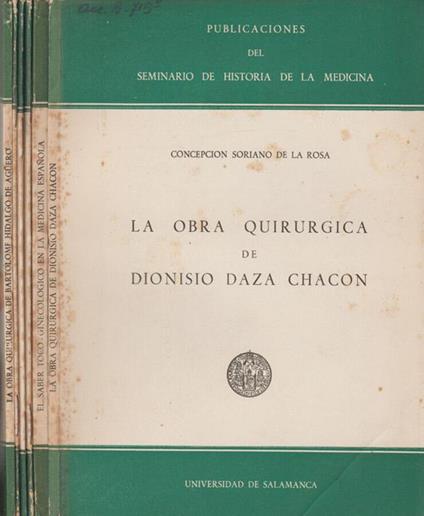 PUBLICACIONES
DEL
SEMINARIO DE HISTORIA DE LA MEDICINA
CONCEPCION SORIANO DE LA ROSA
LA OBRA QUIRURGICA
DE
DIONISIO DAZA CHACON
UNIVERSIDAD DE SALAMANCA
LA OBRA QUIRURGICA DE BARTOLOME HIDALGO DE AGÜERO
EL SABER TOCO-GINECOLOGICO EN LA MEDICINA ESPAÑOLA
LA OBRA QUIRURGICA DE DIONISIO DAZA CHACON